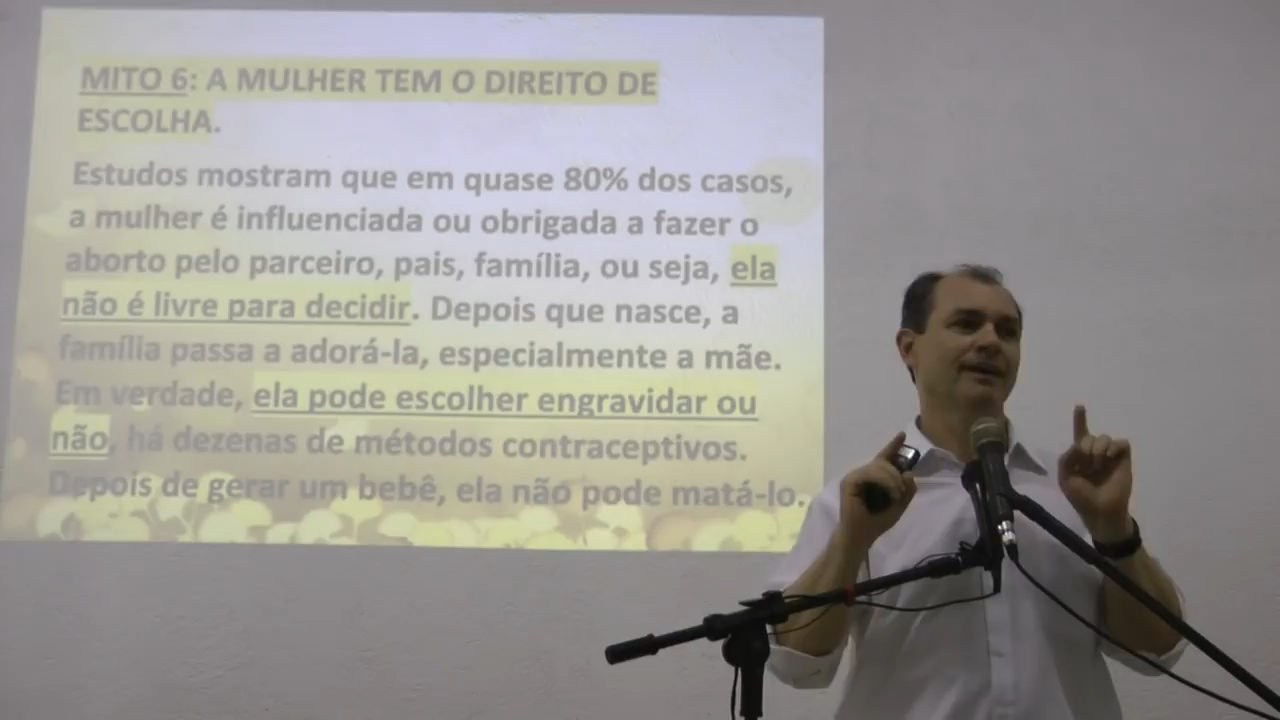 MITO 6: A MULHER TEM O DIREITO DE
ESCOLHA.
Estudos mostram que em quase 80% dos casos,
a mulher é influenciada ou obrigada a fazer o
aborto pelo parceiro, pais, família, ou seja, ela
não é livre para decidir. Depois que nasce, a
família passa a adorá-la, especialmente a mãe.
Em verdade, ela pode escolher engravidar ou
não, há dezenas de métodos contraceptivos.
Depois de gerar um bebê, ela não pode matá-lo.